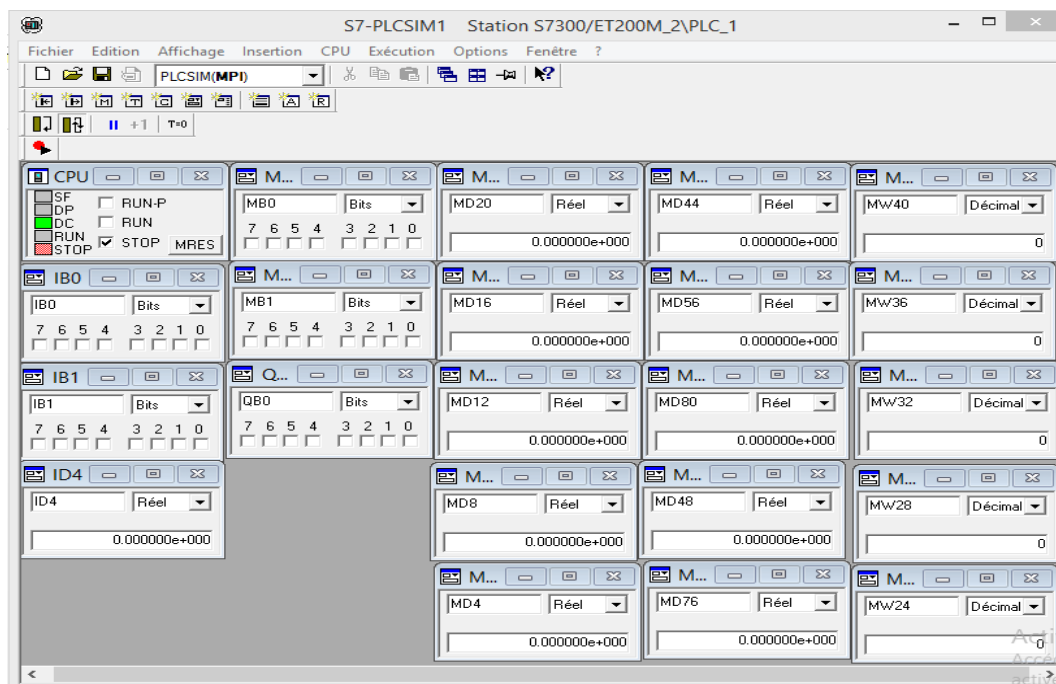 S7-PLCSIM1 Station S7300/ET200M_2\PLC_1
Fichier Edition Affichage Insertion CPU Exécution Options Fenêtre ?
PLCSIM(MPI)
+1 T=0
CPU
SF
DP
DC
RUN
STOP
RUN-P
RUN
STOP
MRES
IB0
IB0 Bits
7 6 5 4 3 2 1 0
IB1
IB1 Bits
7 6 5 4 3 2 1 0
ID4
ID4 Réel
0.000000e+000
M...
MB0 Bits
7 6 5 4 3 2 1 0
M...
MB1 Bits
7 6 5 4 3 2 1 0
Q...
QB0 Bits
7 6 5 4 3 2 1 0
M...
MD20 Réel
0.000000e+000
M...
MD16 Réel
0.000000e+000
M...
MD12 Réel
0.000000e+000
M...
MD8 Réel
0.000000e+000
M...
MD4 Réel
0.000000e+000
M...
MD44 Réel
0.000000e+000
M...
MD56 Réel
0.000000e+000
M...
MD80 Réel
0.000000e+000
M...
MD48 Réel
0.000000e+000
M...
MD76 Réel
0.000000e+000
M...
MW40 Décimal
0
M...
MW36 Décimal
0
M...
MW32 Décimal
0
M...
MW28 Décimal
0
M...
MW24 Décimal
0